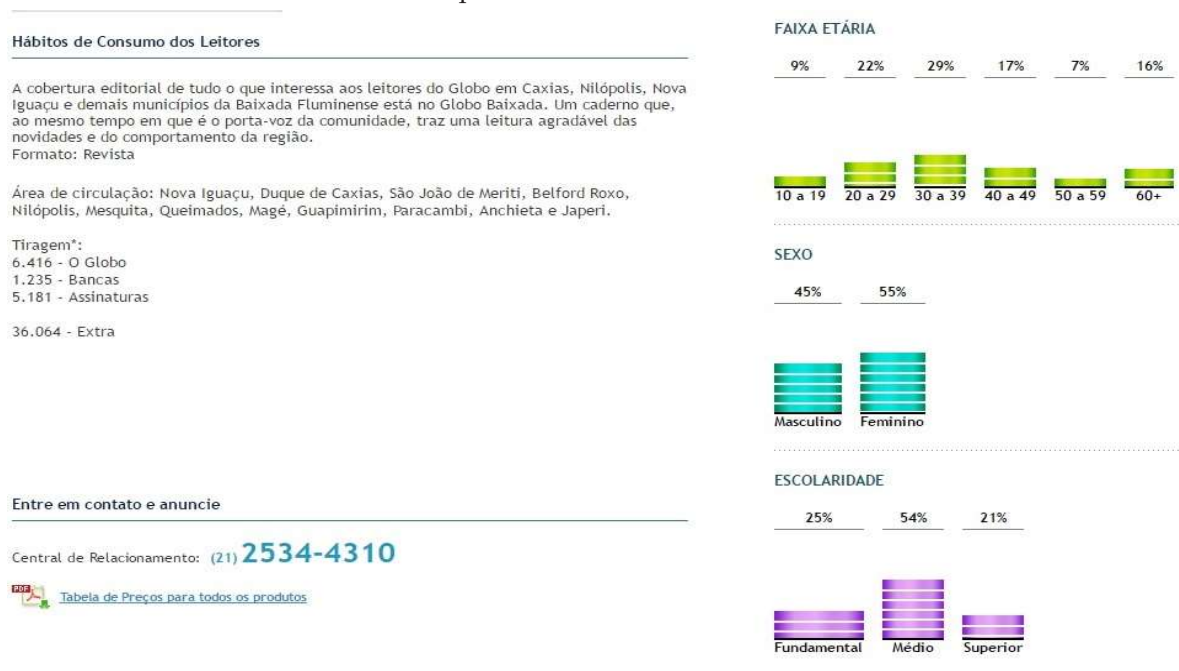 Hábitos de Consumo dos Leitores
A cobertura editorial de tudo o que interessa aos leitores do Globo em Caxias, Nilópolis, Nova
Iguaçu e demais municípios da Baixada Fluminense está no Globo Baixada. Um caderno que,
ao mesmo tempo em que é o porta-voz da comunidade, traz uma leitura agradável das
novidades e do comportamento da região.
Formato: Revista
Área de circulação: Nova Iguaçu, Duque de Caxias, São João de Meriti, Belford Roxo,
Nilópolis, Mesquita, Queimados, Magé, Guapimirim, Paracambi, Anchieta e Japeri.
Tiragem*:
6.416 - O Globo
1.235 - Bancas
5.181 - Assinaturas
36.064 - Extra
Entre em contato e anuncie
Central de Relacionamento: (21) 2534-4310
PDF
Tabela de Preços para todos os produtos
FAIXA ETÁRIA
9% 22% 29% 17% 7% 16%
10 a 19 20 a 29 30 a 39 40 a 49 50 a 59 60+
SEXO
45% 55%
Masculino Feminino
ESCOLARIDADE
25% 54% 21%
Fundamental Médio Superior